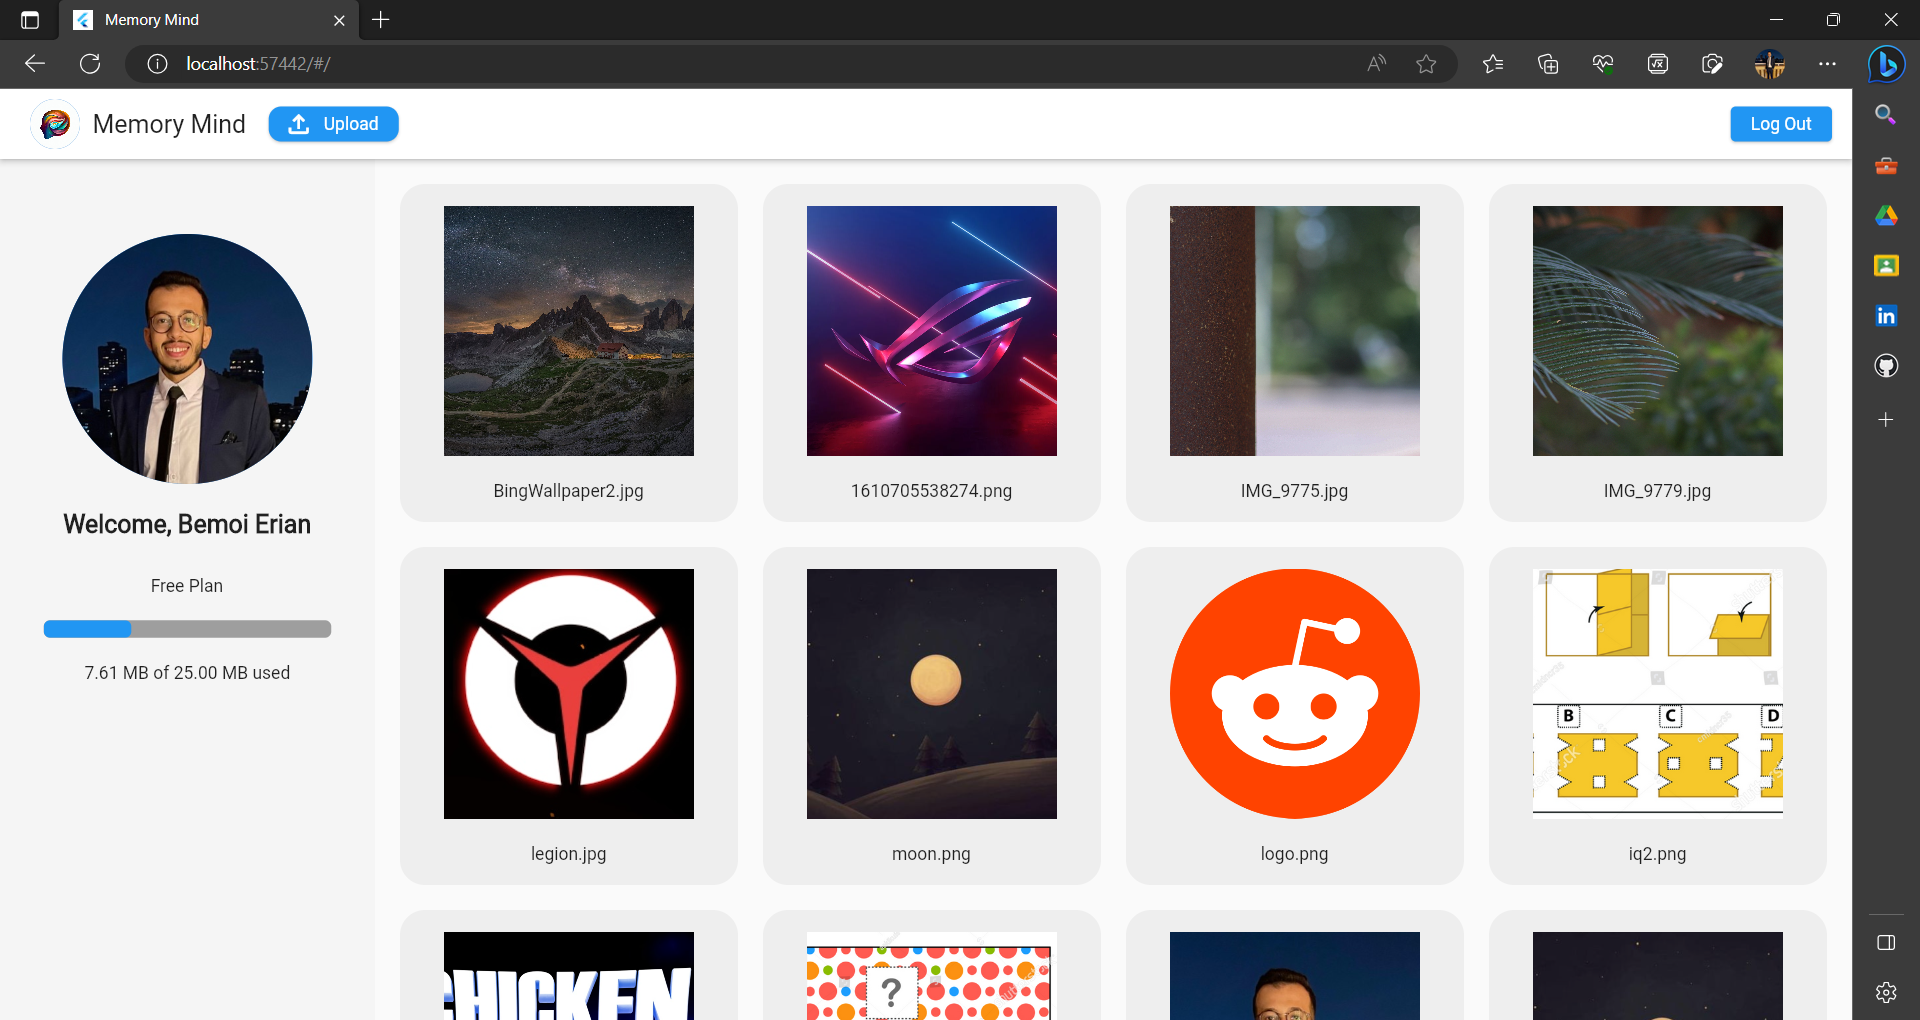 Memory Mind
localhost:57442/#/
Memory Mind
Upload
Log Out
Welcome, Bemoi Erian
Free Plan
7.61 MB of 25.00 MB used
BingWallpaper2.jpg
1610705538274.png
IMG_9775.jpg
IMG_9779.jpg
legion.jpg
moon.png
logo.png
B C D
iq2.png
CHICKEN
?